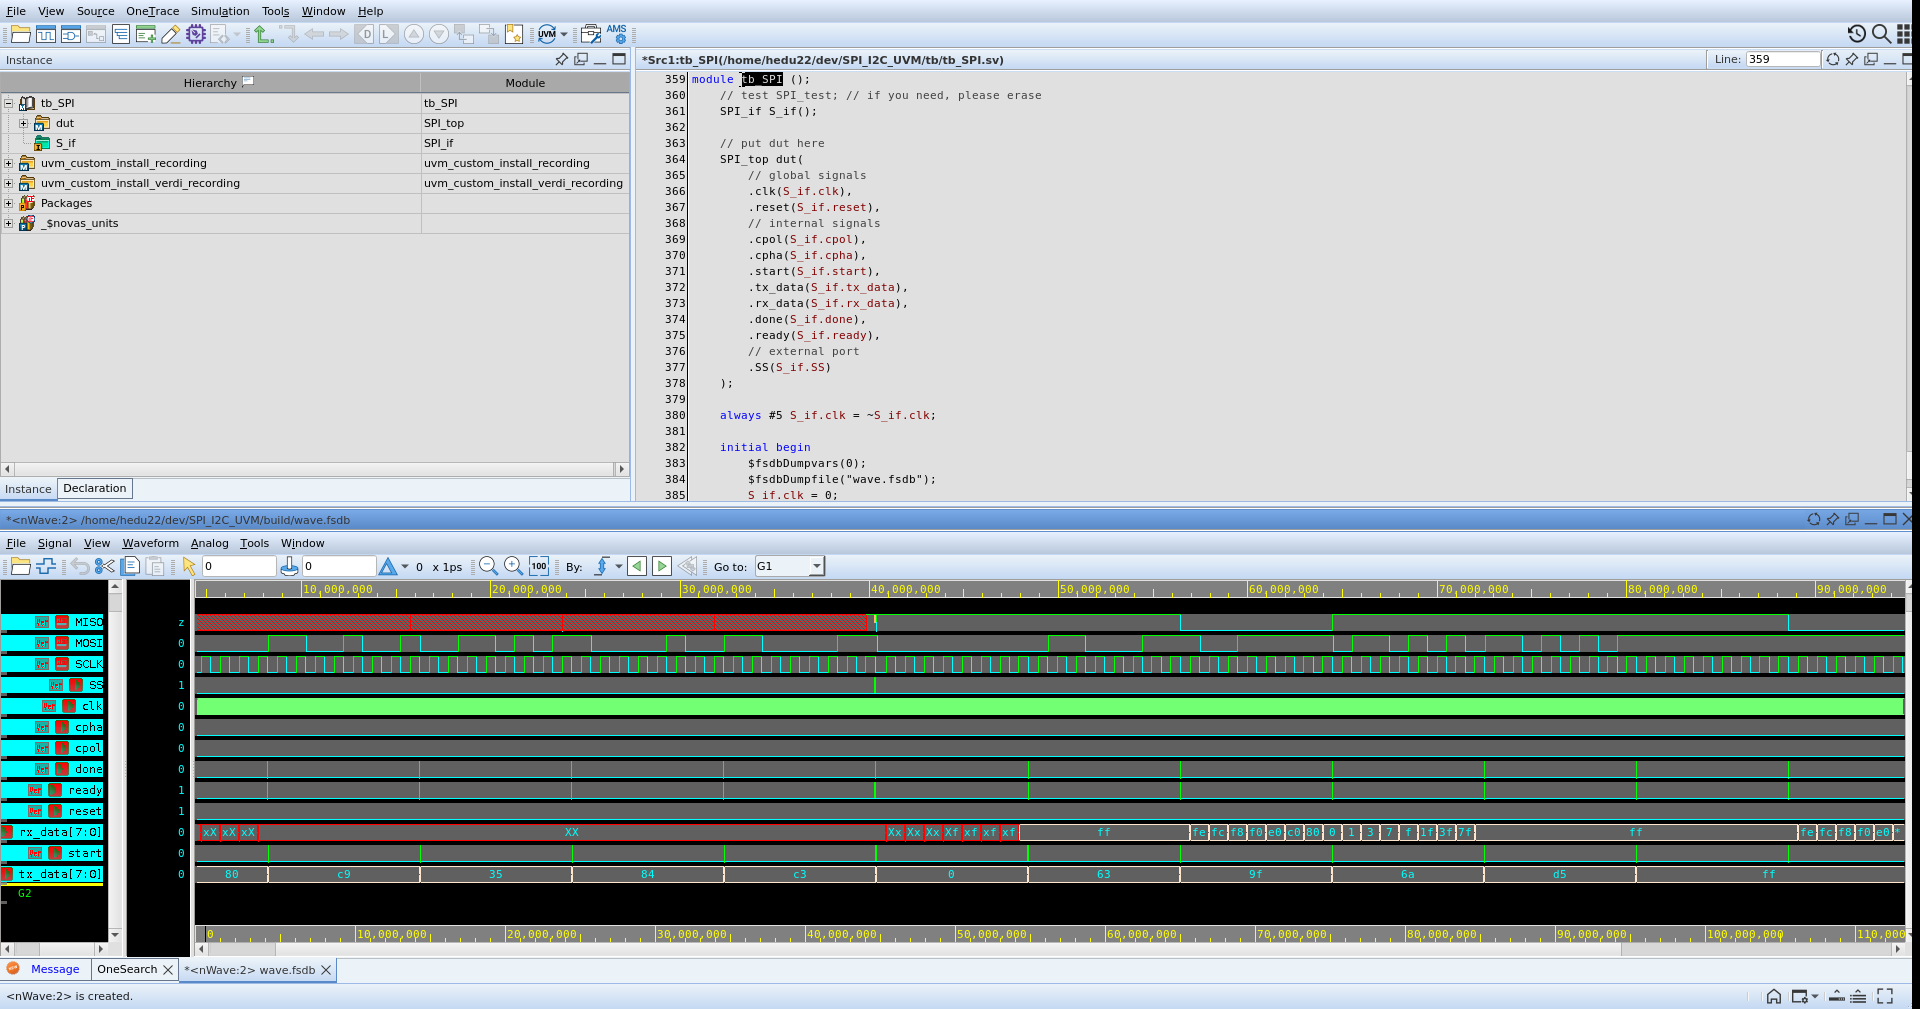 File View Source OneTrace Simulation Tools Window Help
D L UVM AMS
Instance
*Src1:tb_SPI(/home/hedu22/dev/SPI_I2C_UVM/tb/tb_SPI.sv) Line: 359
Hierarchy Module
tb_SPI tb_SPI
dut SPI_top
S_if SPI_if
uvm_custom_install_recording uvm_custom_install_recording
uvm_custom_install_verdi_recording uvm_custom_install_verdi_recording
Packages
_$novas_units
Instance Declaration
359 module tb_SPI ();
360 // test SPI_test; // if you need, please erase
361 SPI_if S_if();
362
363 // put dut here
364 SPI_top dut(
365 // global signals
366 .clk(S_if.clk),
367 .reset(S_if.reset),
368 // internal signals
369 .cpol(S_if.cpol),
370 .cpha(S_if.cpha),
371 .start(S_if.start),
372 .tx_data(S_if.tx_data),
373 .rx_data(S_if.rx_data),
374 .done(S_if.done),
375 .ready(S_if.ready),
376 // external port
377 .SS(S_if.SS)
378 );
379
380 always #5 S_if.clk = ~S_if.clk;
381
382 initial begin
383 $fsdbDumpvars(0);
384 $fsdbDumpfile("wave.fsdb");
385 S_if.clk = 0;
*<nWave:2> /home/hedu22/dev/SPI_I2C_UVM/build/wave.fsdb
File Signal View Waveform Analog Tools Window
0 0 0 x 1ps 100 By: Go to: G1
10,000,000 20,000,000 30,000,000 40,000,000 50,000,000 60,000,000 70,000,000 80,000,000 90,000,000
MISO z
MOSI 0
SCLK 0
SS 1
clk 0
cpha 0
cpol 0
done 0
ready 1
reset 1
rx_data[7:0] 0 xX xX xX XX Xx Xx Xx Xf xf xf xf ff fe fc f8 f0 e0 c0 80 0 1 3 7 f 1f 3f 7f ff fe fc f8 f0 e0 *
start 0
tx_data[7:0] 0 80 c9 35 84 c3 0 63 9f 6a d5 ff
G2
0 10,000,000 20,000,000 30,000,000 40,000,000 50,000,000 60,000,000 70,000,000 80,000,000 90,000,000 100,000,000 110,000
Message OneSearch *<nWave:2> wave.fsdb
<nWave:2> is created.